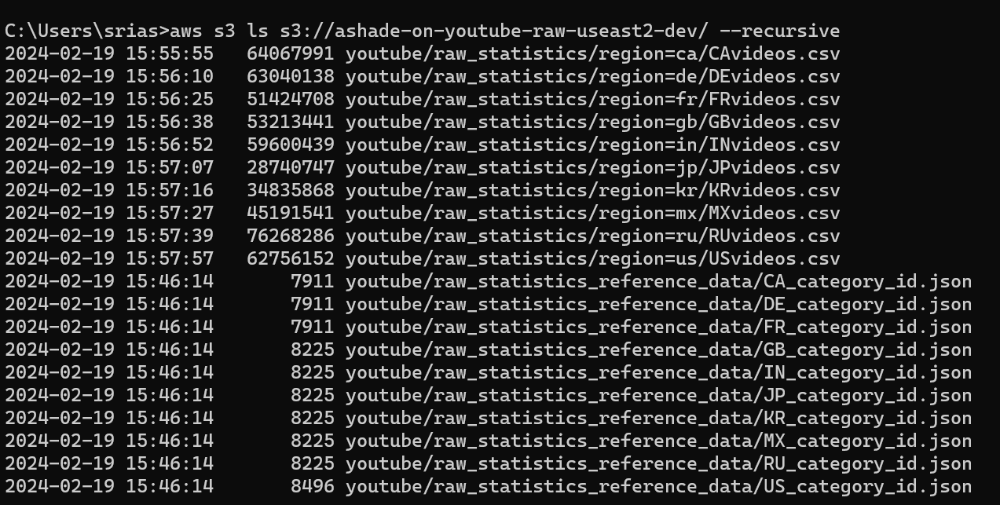 C:\Users\srias>aws s3 ls s3://ashade-on-youtube-raw-useast2-dev/ --recursive
2024-02-19 15:55:55   64067991 youtube/raw_statistics/region=ca/CAvideos.csv
2024-02-19 15:56:10   63040138 youtube/raw_statistics/region=de/DEvideos.csv
2024-02-19 15:56:25   51424708 youtube/raw_statistics/region=fr/FRvideos.csv
2024-02-19 15:56:38   53213441 youtube/raw_statistics/region=gb/GBvideos.csv
2024-02-19 15:56:52   59600439 youtube/raw_statistics/region=in/INvideos.csv
2024-02-19 15:57:07   28740747 youtube/raw_statistics/region=jp/JPvideos.csv
2024-02-19 15:57:16   34835868 youtube/raw_statistics/region=kr/KRvideos.csv
2024-02-19 15:57:27   45191541 youtube/raw_statistics/region=mx/MXvideos.csv
2024-02-19 15:57:39   76268286 youtube/raw_statistics/region=ru/RUvideos.csv
2024-02-19 15:57:57   62756152 youtube/raw_statistics/region=us/USvideos.csv
2024-02-19 15:46:14       7911 youtube/raw_statistics_reference_data/CA_category_id.json
2024-02-19 15:46:14       7911 youtube/raw_statistics_reference_data/DE_category_id.json
2024-02-19 15:46:14       7911 youtube/raw_statistics_reference_data/FR_category_id.json
2024-02-19 15:46:14       8225 youtube/raw_statistics_reference_data/GB_category_id.json
2024-02-19 15:46:14       8225 youtube/raw_statistics_reference_data/IN_category_id.json
2024-02-19 15:46:14       8225 youtube/raw_statistics_reference_data/JP_category_id.json
2024-02-19 15:46:14       8225 youtube/raw_statistics_reference_data/KR_category_id.json
2024-02-19 15:46:14       8225 youtube/raw_statistics_reference_data/MX_category_id.json
2024-02-19 15:46:14       8225 youtube/raw_statistics_reference_data/RU_category_id.json
2024-02-19 15:46:14       8496 youtube/raw_statistics_reference_data/US_category_id.json